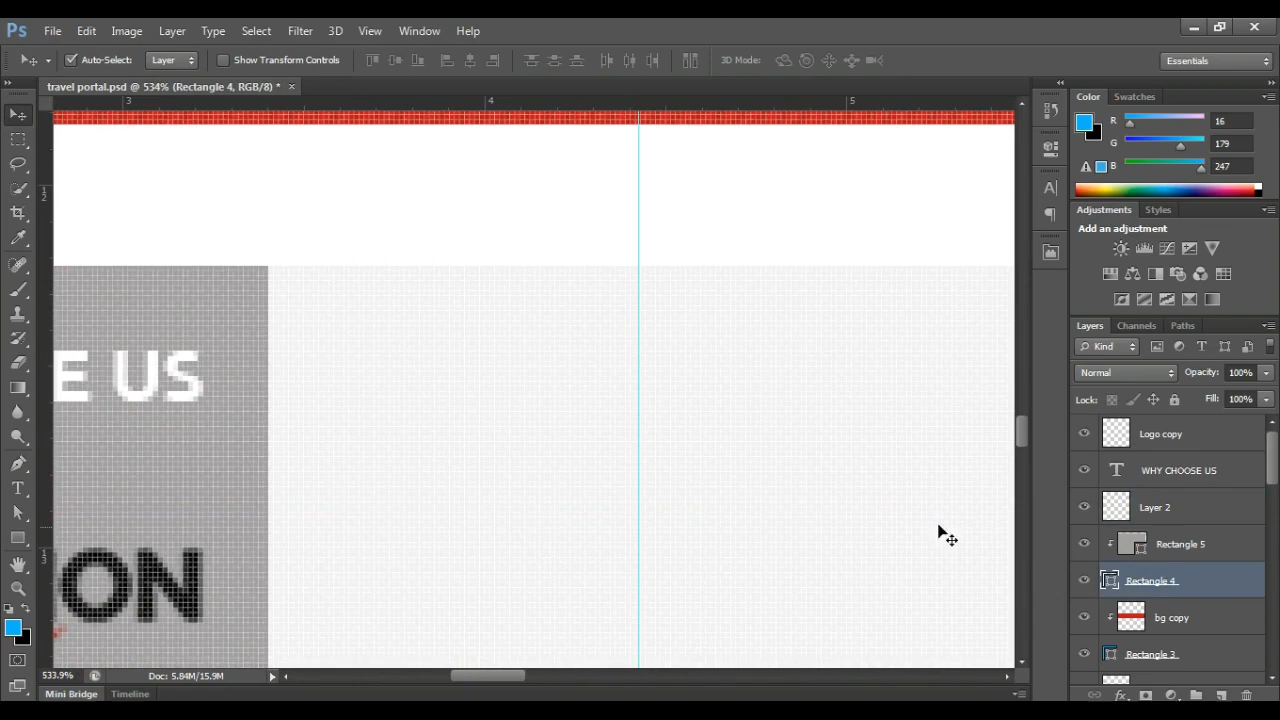 Ps File Edit Image Layer Type Select Filter 3D View Window Help
Auto-Select: Layer Show Transform Controls 3D Mode: Essentials
travel portal.psd @ 534% (Rectangle 4, RGB/8) *
3 4 5
Color Swatches
R 16
G 179
B 247
Adjustments Styles
Add an adjustment
Layers Channels Paths
Kind
Normal Opacity: 100%
Lock: Fill: 100%
Logo copy
WHY CHOOSE US
Layer 2
Rectangle 5
Rectangle 4
bg copy
Rectangle 3
12
E US
13
ON
533.9% Doc: 5.84M/15.9M
Mini Bridge Timeline